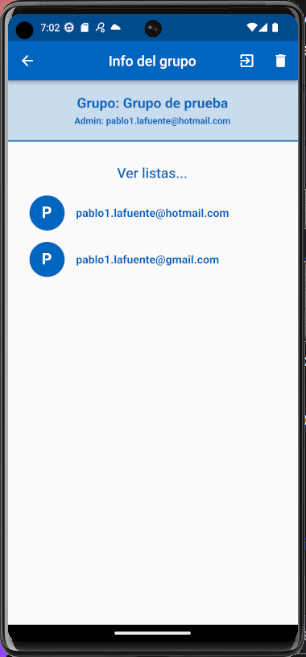 7:02
Info del grupo
Grupo: Grupo de prueba
Admin: pablo1.lafuente@hotmail.com
Ver listas...
P
pablo1.lafuente@hotmail.com
P
pablo1.lafuente@gmail.com